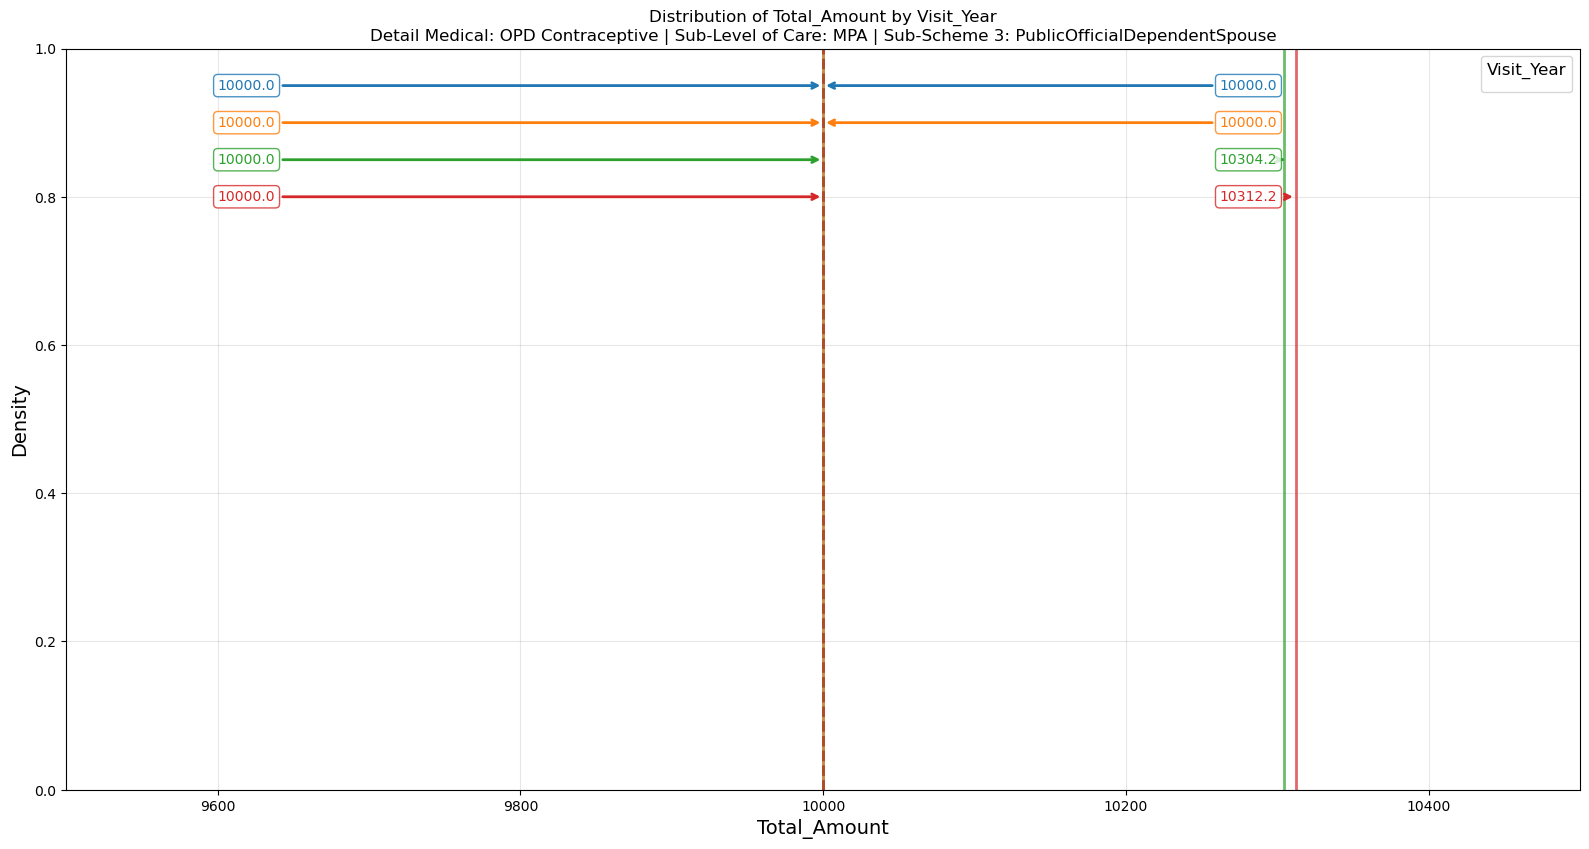 Distribution of Total_Amount by Visit_Year
Detail Medical: OPD Contraceptive | Sub-Level of Care: MPA | Sub-Scheme 3: PublicOfficialDependentSpouse
Visit_Year
10000.0 10000.0
10000.0 10000.0
10000.0 10304.2
10000.0 10312.2
1.0
0.8
0.6
0.4
0.2
0.0
Density
9600 9800 10000 10200 10400
Total_Amount